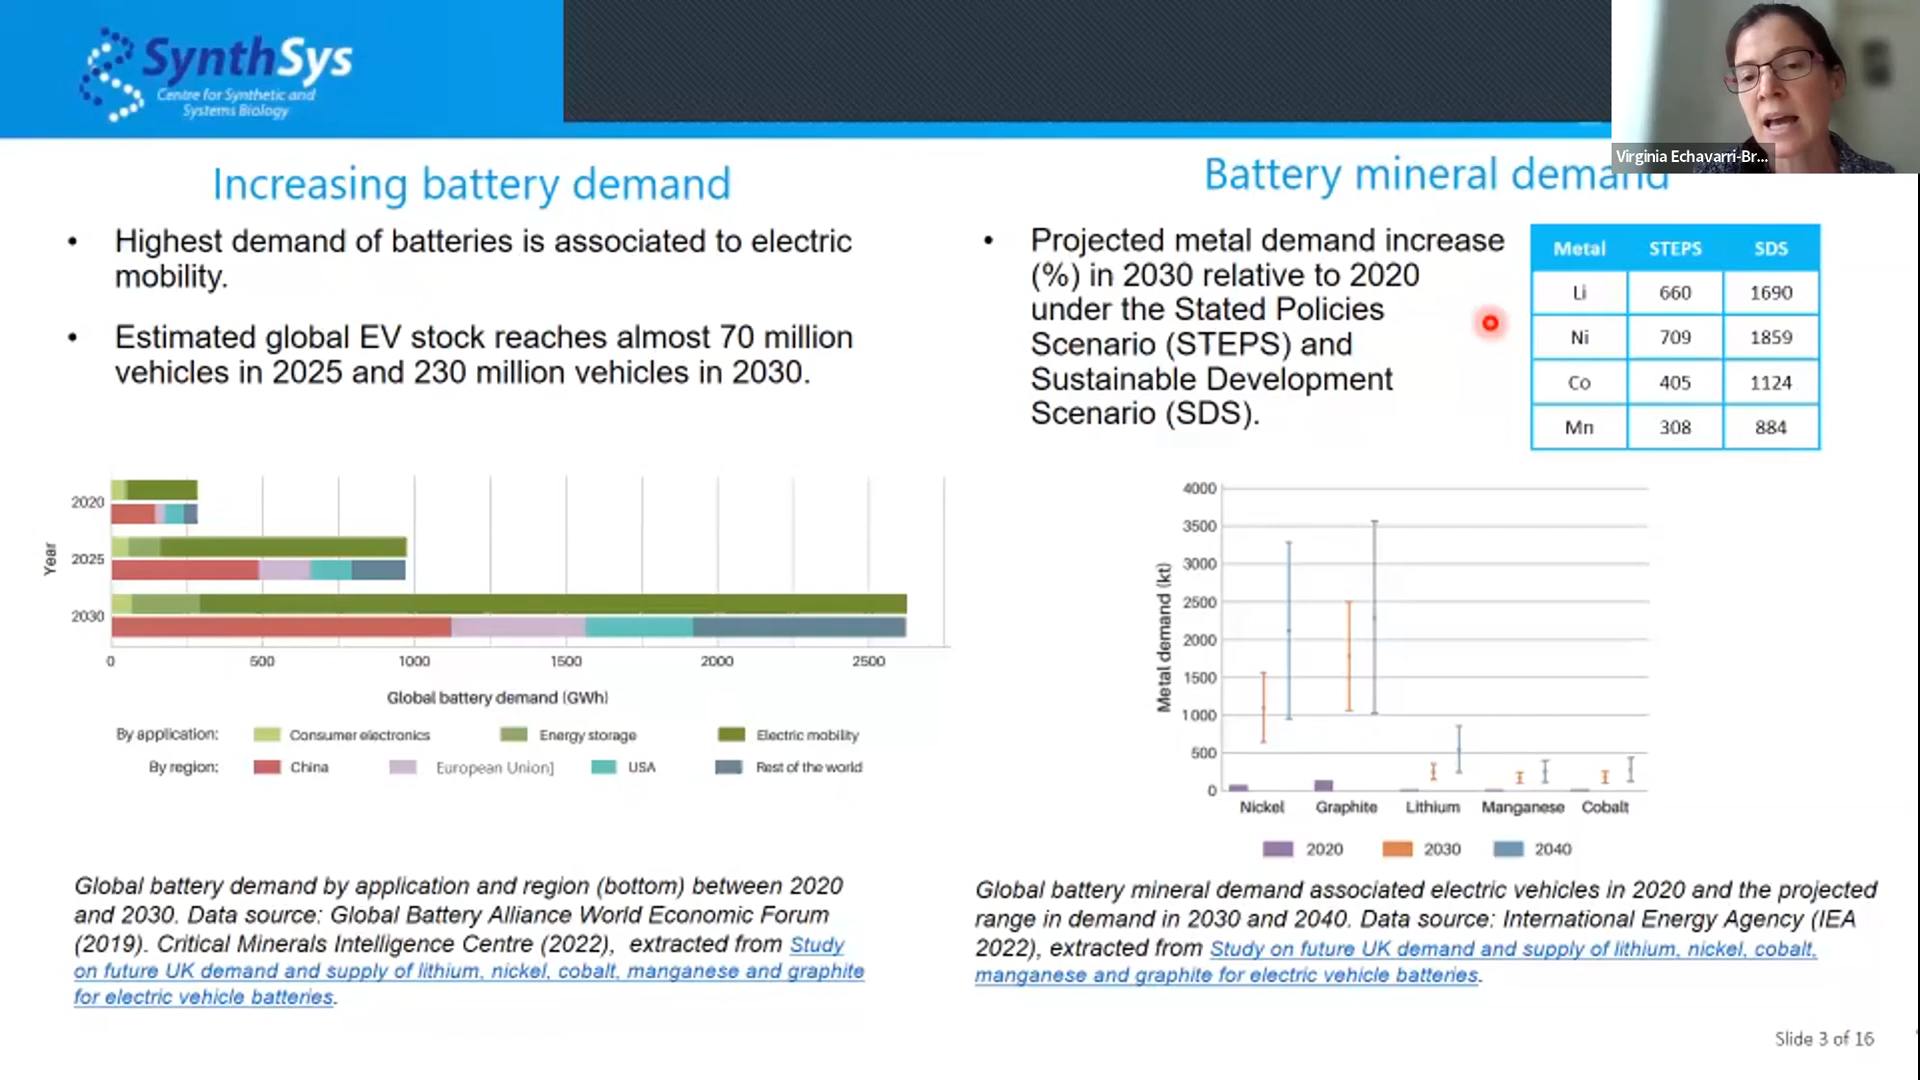 SynthSys
Centre for Synthetic and
Systems Biology
Virginia Echavarri-Br...
Increasing battery demand
• Highest demand of batteries is associated to electric
mobility.
• Estimated global EV stock reaches almost 70 million
vehicles in 2025 and 230 million vehicles in 2030.
Year
2020
2025
2030
0 500 1000 1500 2000 2500
Global battery demand (GWh)
By application: Consumer electronics Energy storage Electric mobility
By region: China European Union] USA Rest of the world
Global battery demand by application and region (bottom) between 2020
and 2030. Data source: Global Battery Alliance World Economic Forum
(2019). Critical Minerals Intelligence Centre (2022), extracted from Study
on future UK demand and supply of lithium, nickel, cobalt, manganese and graphite
for electric vehicle batteries.
Battery mineral demand
• Projected metal demand increase
(%) in 2030 relative to 2020
under the Stated Policies
Scenario (STEPS) and
Sustainable Development
Scenario (SDS).
Metal STEPS SDS
Li 660 1690
Ni 709 1859
Co 405 1124
Mn 308 884
Metal demand (kt)
4000
3500
3000
2500
2000
1500
1000
500
0
Nickel Graphite Lithium Manganese Cobalt
2020 2030 2040
Global battery mineral demand associated electric vehicles in 2020 and the projected
range in demand in 2030 and 2040. Data source: International Energy Agency (IEA
2022), extracted from Study on future UK demand and supply of lithium, nickel, cobalt,
manganese and graphite for electric vehicle batteries.
Slide 3 of 16